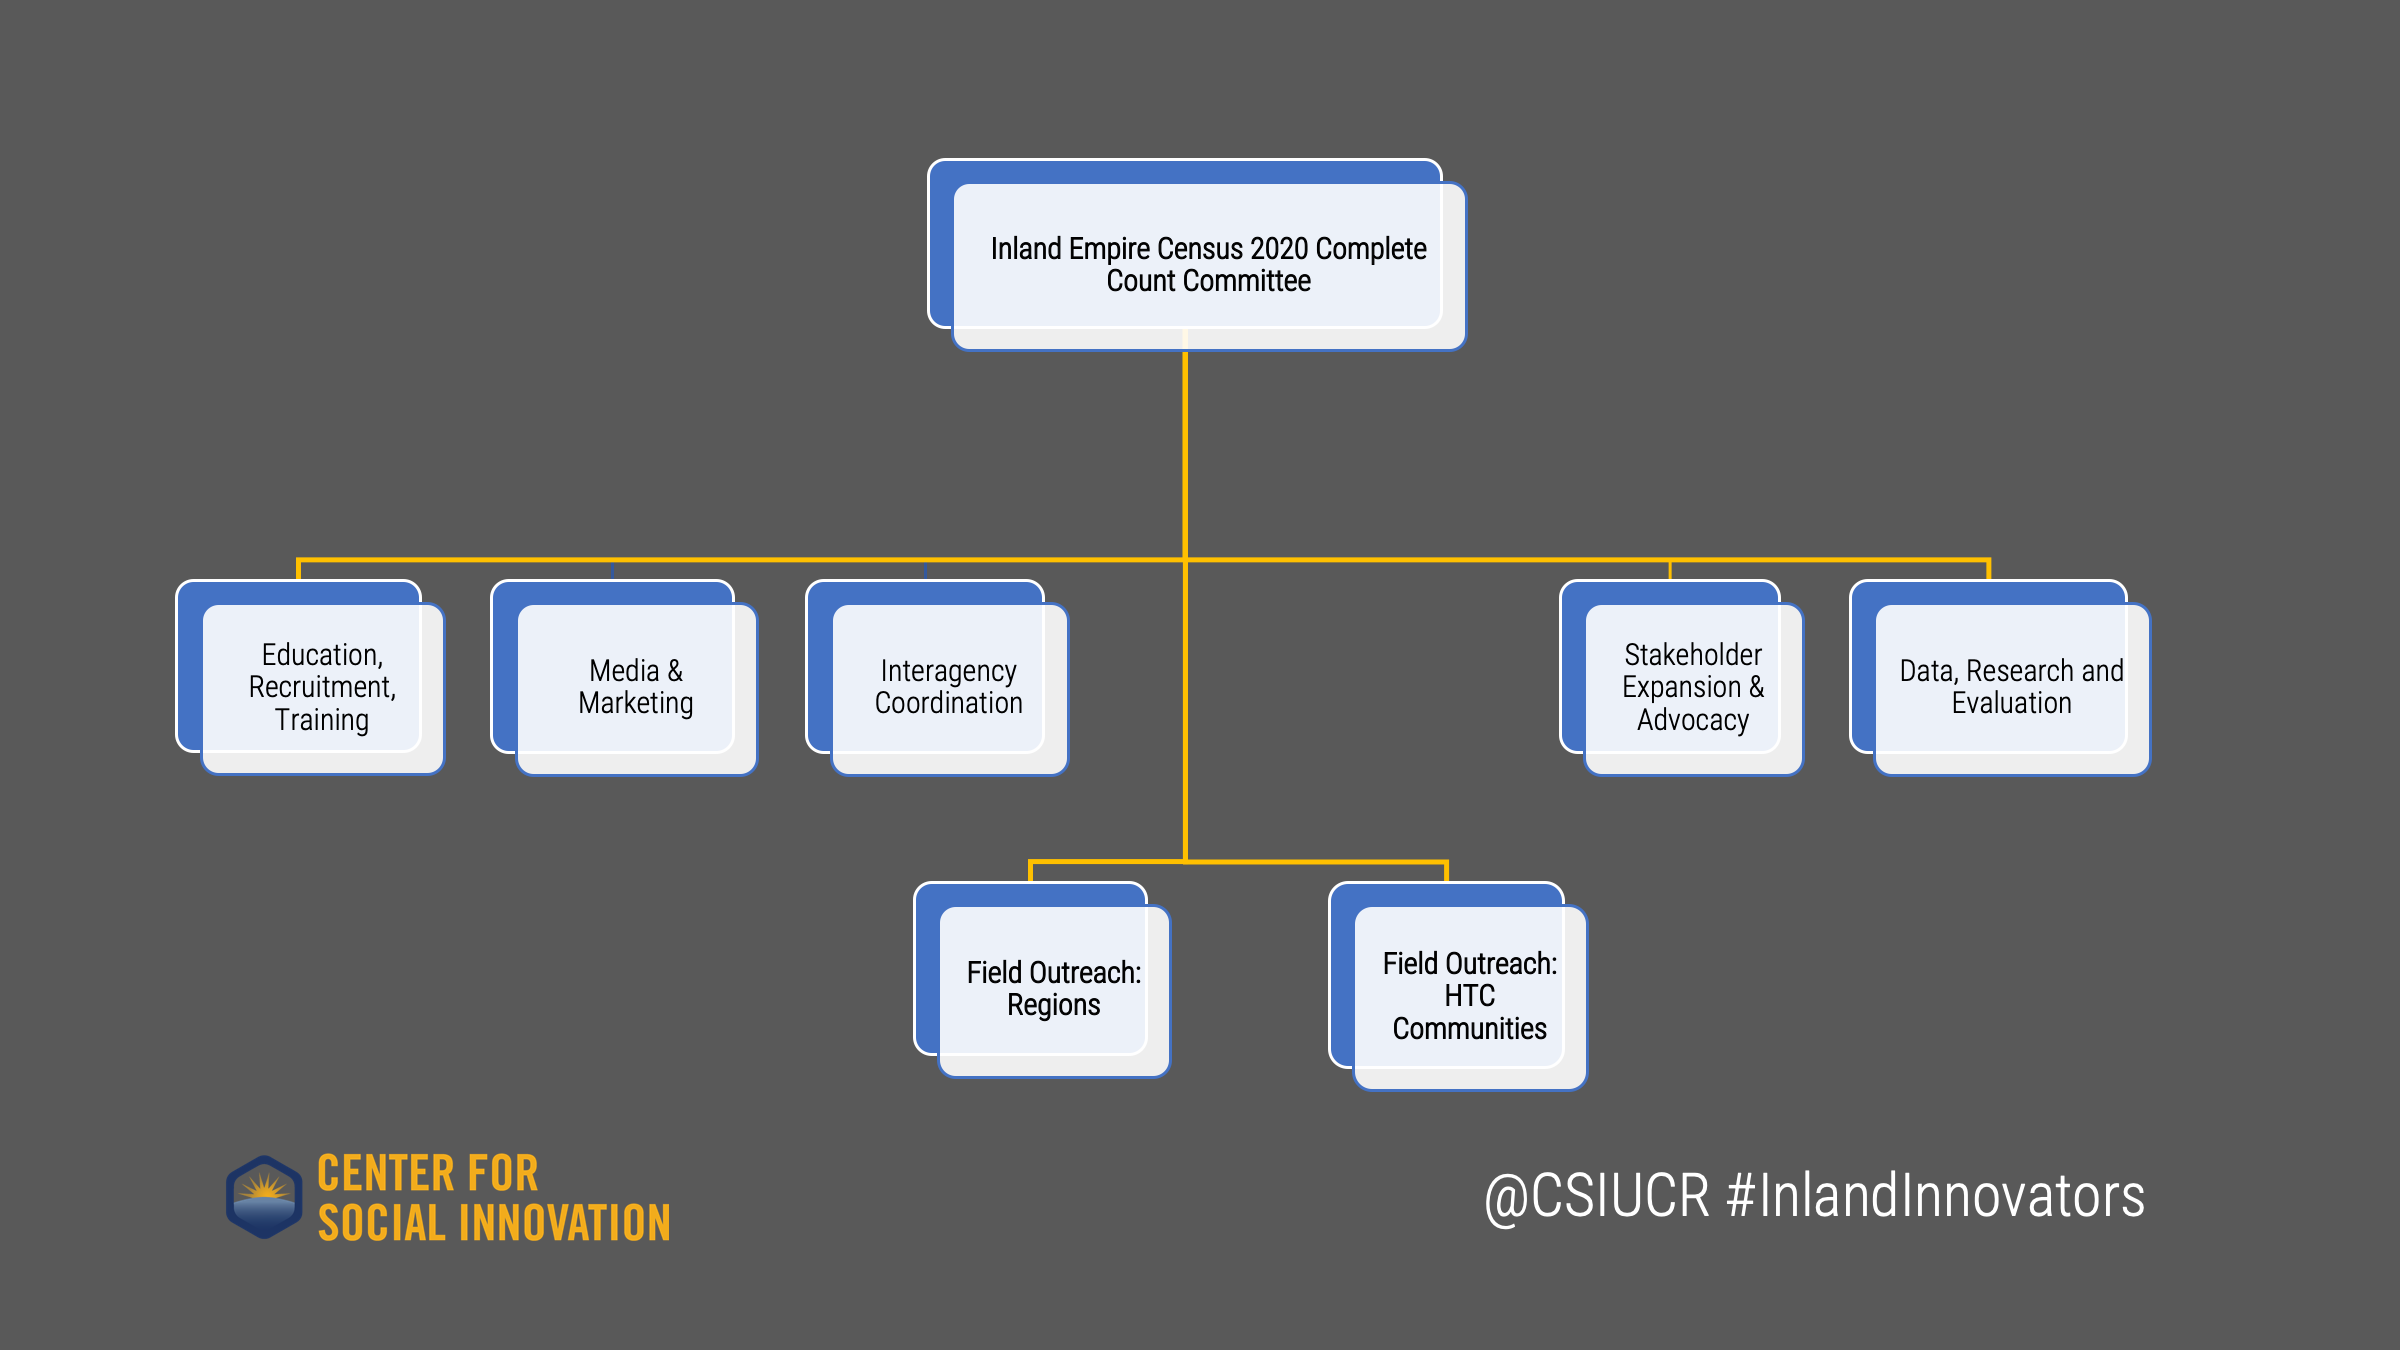 Inland Empire Census 2020 Complete
Count Committee
Education,
Recruitment,
Training
Media &
Marketing
Interagency
Coordination
Stakeholder
Expansion &
Advocacy
Data, Research and
Evaluation
Field Outreach:
Regions
Field Outreach:
HTC
Communities
CENTER FOR
SOCIAL INNOVATION
@CSIUCR #InlandInnovators